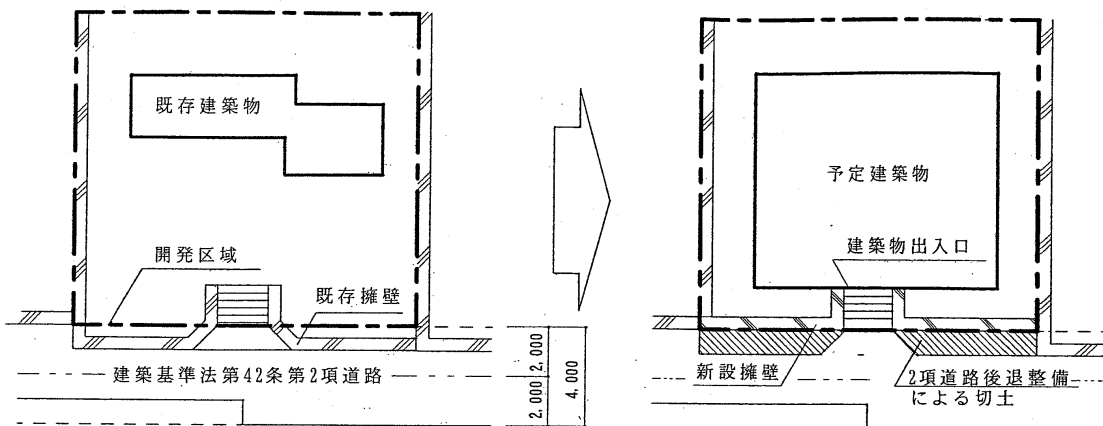 既存建築物
開発区域
既存擁壁
建築基準法第42条第2項道路
2,000
2,000
4,000
予定建築物
建築物出入口
新設擁壁
2項道路後退整備
による切土